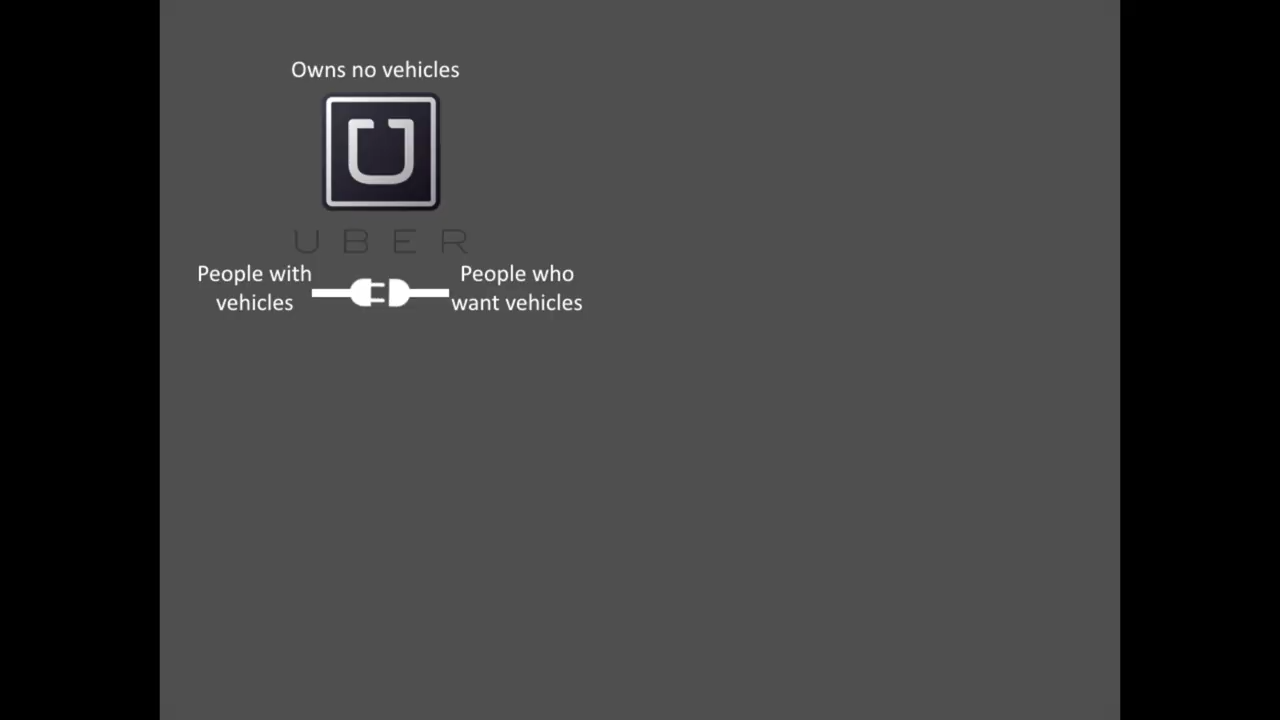 Owns no vehicles
U
UBER
People with
vehicles
People who
want vehicles